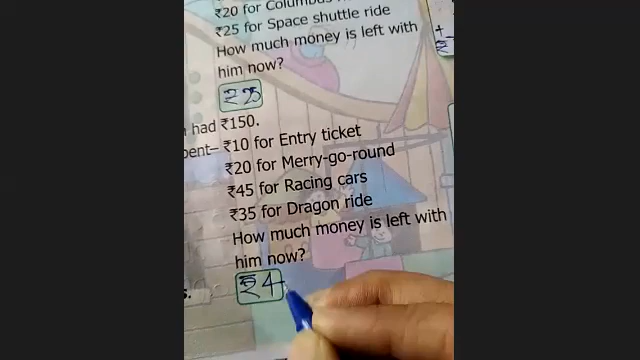 ₹20 for Columbus
₹25 for Space shuttle ride
How much money is left with
him now?
₹25
had ₹150.
pent– ₹10 for Entry ticket
₹20 for Merry-go-round
₹45 for Racing cars
₹35 for Dragon ride
How much money is left with
him now?
₹4
s.